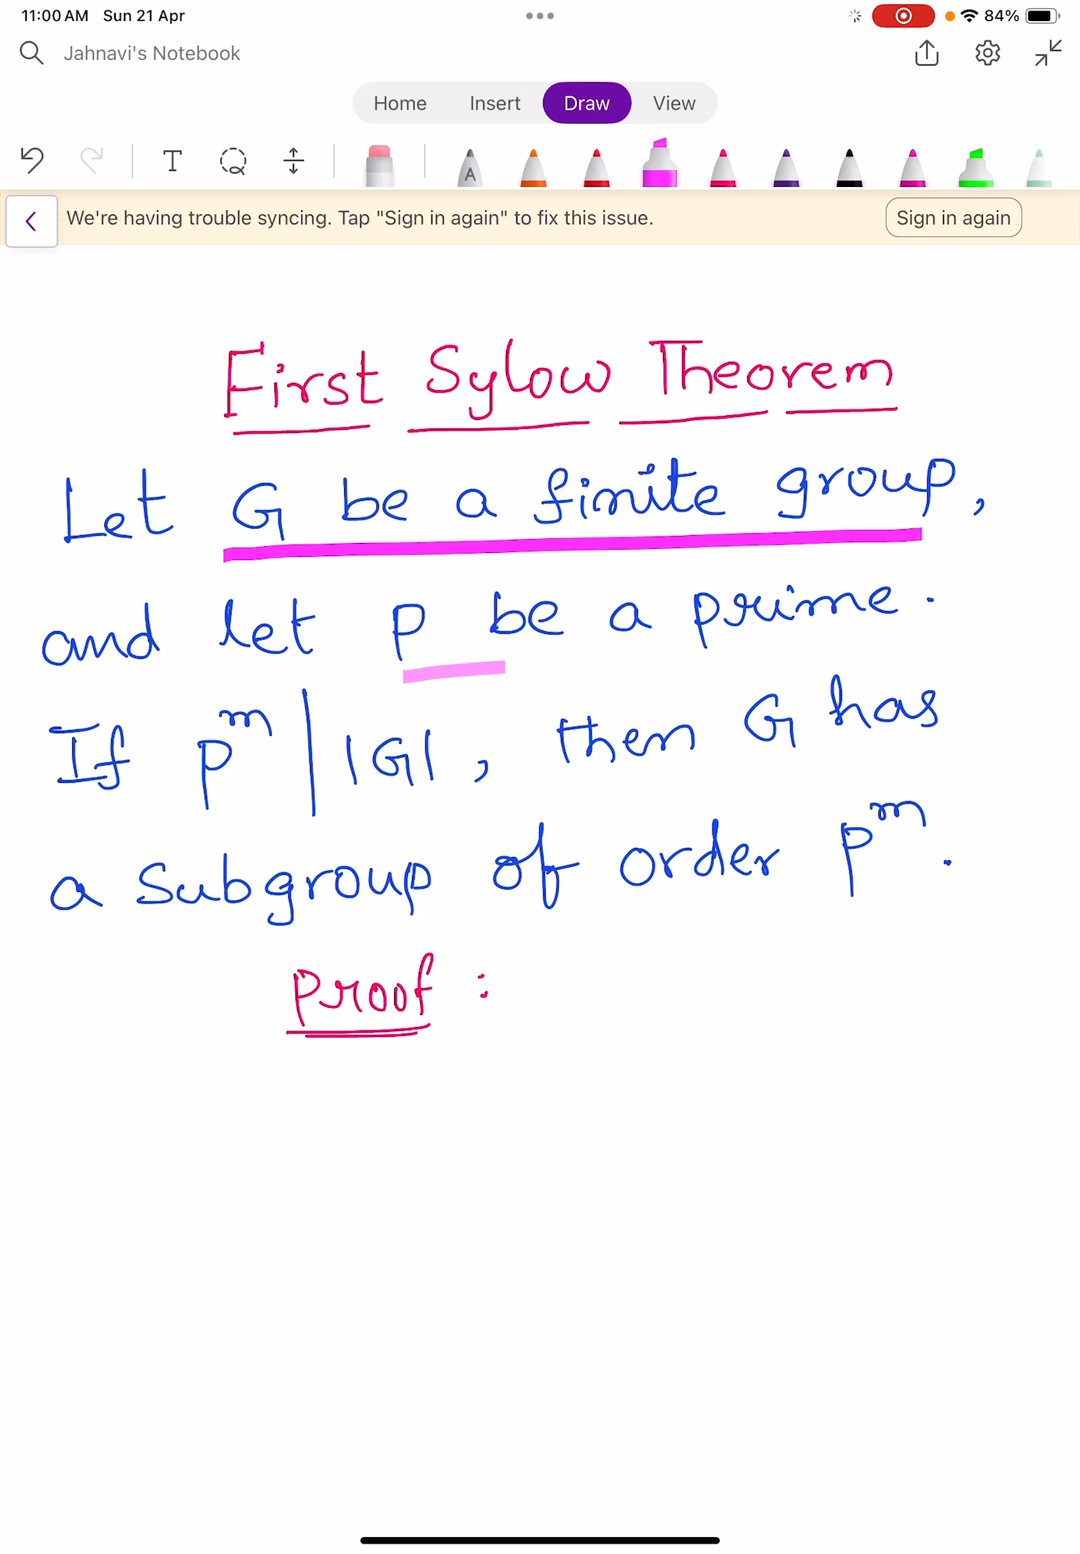 11:00 AM Sun 21 Apr 84%
Jahnavi's Notebook
Home Insert Draw View
T A
We're having trouble syncing. Tap "Sign in again" to fix this issue. Sign in again
First Sylow Theorem
Let G be a finite group,
and let p be a prime.
If p^m | |G|, then G has
a subgroup of order p^m.
Proof :